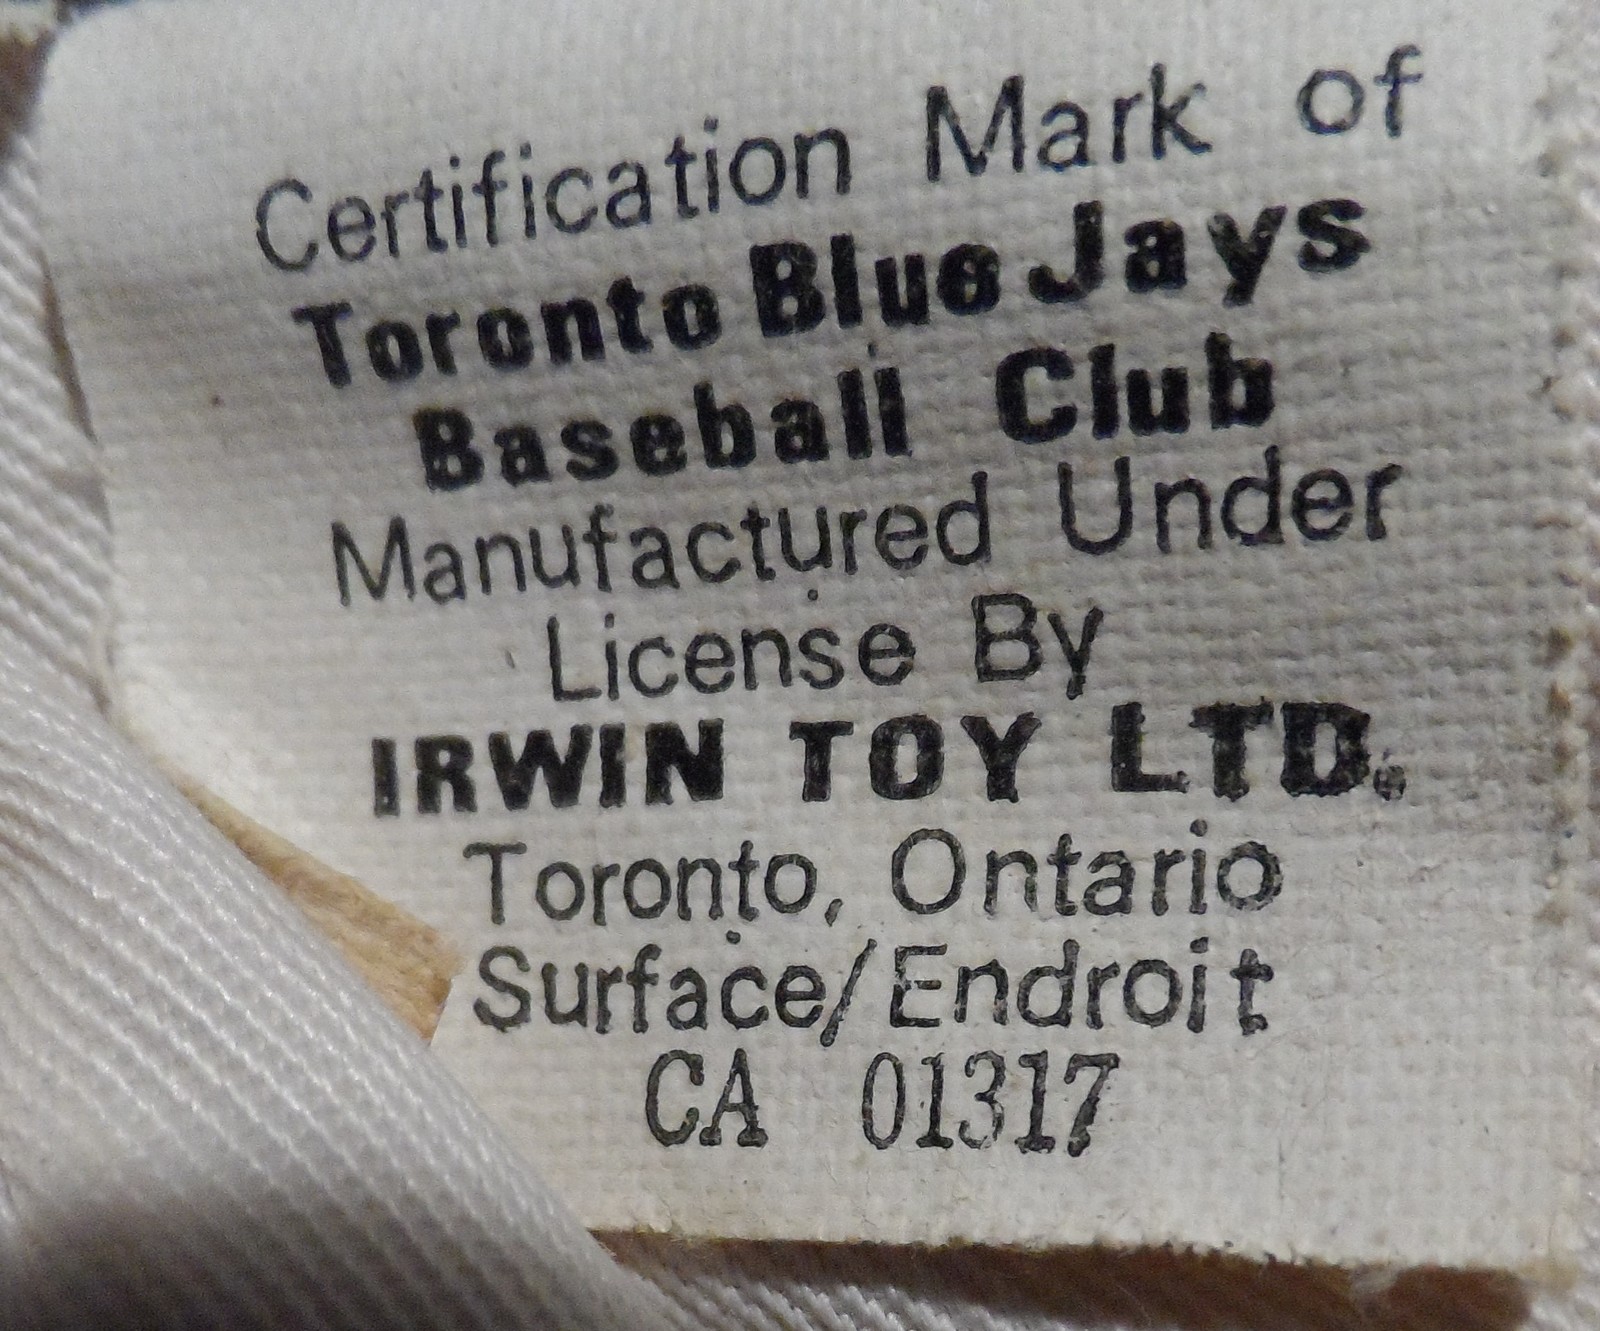 Certification Mark of
Toronto Blue Jays
Baseball Club
Manufactured Under
License By
IRWIN TOY LTD.
Toronto, Ontario
Surface/Endroit
CA 01317